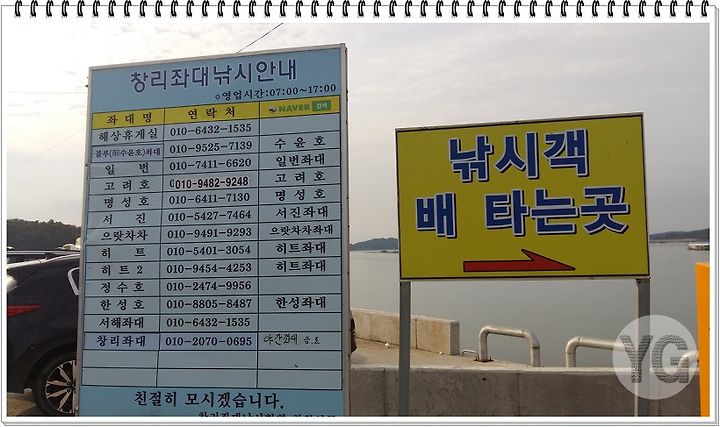 창리좌대낚시안내
○영업시간:07:00~17:00
좌 대 명 연 락 처 NAVER 검색
해상휴게실 010-6432-1535
블루(前수윤호)좌대 010-9525-7139 수 윤 호
일 번 010-7411-6620 일번좌대
고 려 호 010-9482-9248 고 려 호
명 성 호 010-6411-7130 명 성 호
서 진 010-5427-7464 서진좌대
으랏차차 010-9491-9293 으랏차차좌대
히 트 010-5401-3054 히트좌대
히 트 2 010-9454-4253 히트좌대
정 수 호 010-2474-9956
한 성 호 010-8805-8487 한성좌대
서해좌대 010-6432-1535
창리좌대 010-2070-0695 야간좌대
친절히 모시겠습니다.
낚시객
배 타는곳
YG